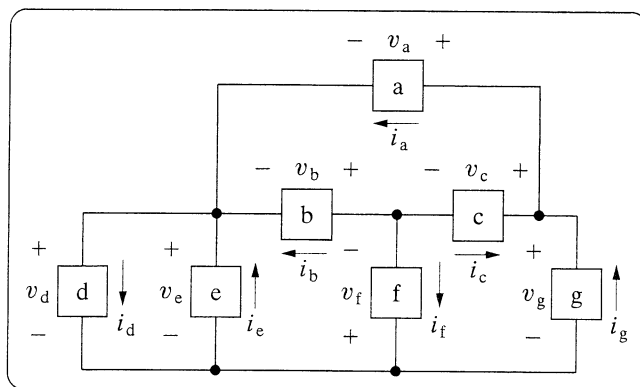 − v_a +
a
i_a
− v_b + − v_c +
b c
i_b i_c
+ + − +
v_d d i_d v_e e i_e v_f f i_f v_g g i_g
− − + −